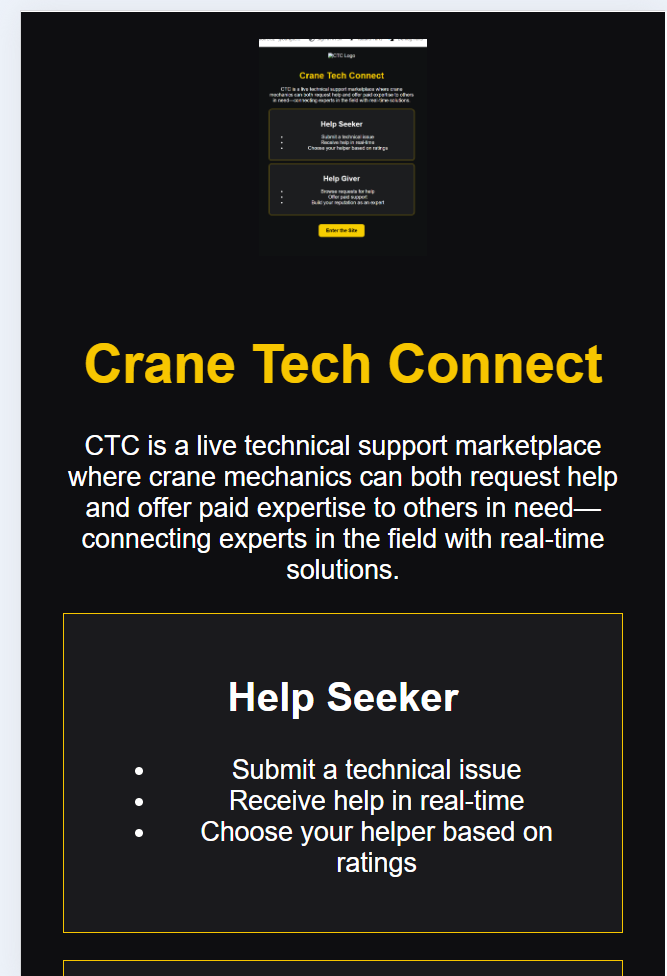 CTC Logo
Crane Tech Connect
CTC is a live technical support marketplace where crane
mechanics can both request help and offer paid expertise to others
in need—connecting experts in the field with real-time solutions.
Help Seeker
Submit a technical issue
Receive help in real-time
Choose your helper based on ratings
Help Giver
Browse requests for help
Offer paid support
Build your reputation as an expert
Enter the Site
Crane Tech Connect
CTC is a live technical support marketplace
where crane mechanics can both request help
and offer paid expertise to others in need—
connecting experts in the field with real-time
solutions.
Help Seeker
• Submit a technical issue
• Receive help in real-time
• Choose your helper based on
ratings